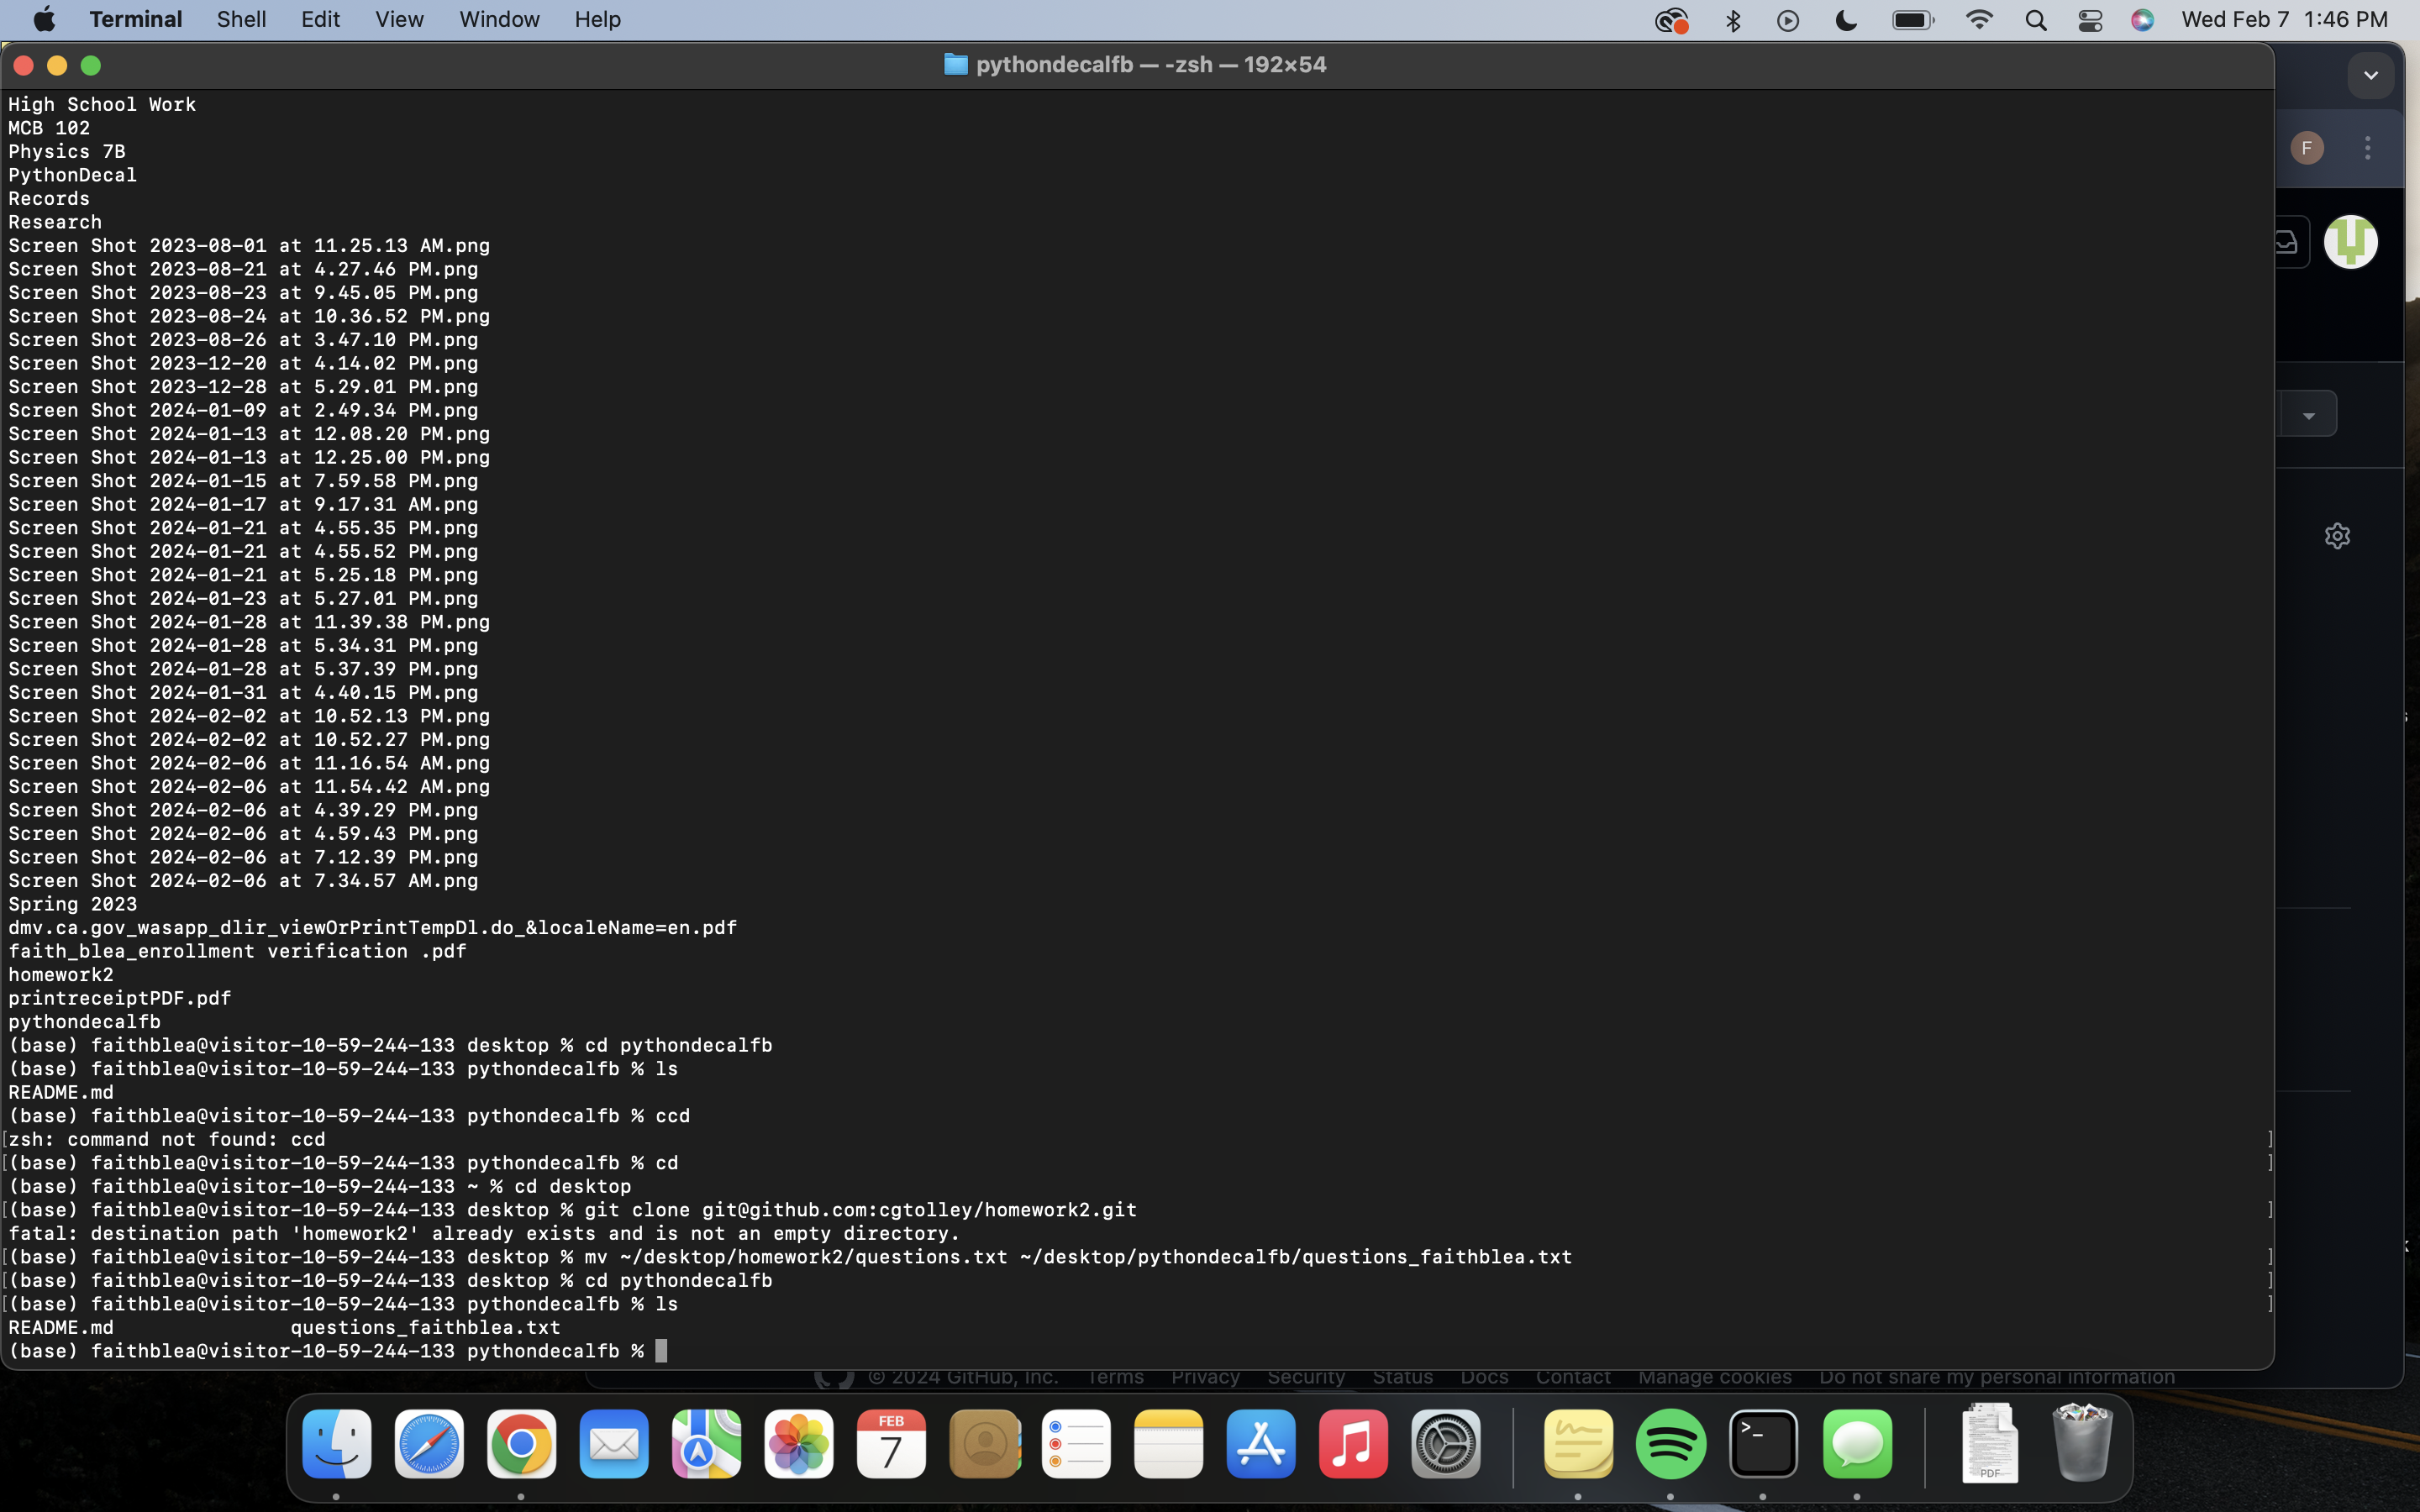 Terminal Shell Edit View Window Help Wed Feb 7 1:46 PM
pythondecalfb — -zsh — 192×54
High School Work
MCB 102
Physics 7B
PythonDecal
Records
Research
Screen Shot 2023-08-01 at 11.25.13 AM.png
Screen Shot 2023-08-21 at 4.27.46 PM.png
Screen Shot 2023-08-23 at 9.45.05 PM.png
Screen Shot 2023-08-24 at 10.36.52 PM.png
Screen Shot 2023-08-26 at 3.47.10 PM.png
Screen Shot 2023-12-20 at 4.14.02 PM.png
Screen Shot 2023-12-28 at 5.29.01 PM.png
Screen Shot 2024-01-09 at 2.49.34 PM.png
Screen Shot 2024-01-13 at 12.08.20 PM.png
Screen Shot 2024-01-13 at 12.25.00 PM.png
Screen Shot 2024-01-15 at 7.59.58 PM.png
Screen Shot 2024-01-17 at 9.17.31 AM.png
Screen Shot 2024-01-21 at 4.55.35 PM.png
Screen Shot 2024-01-21 at 4.55.52 PM.png
Screen Shot 2024-01-21 at 5.25.18 PM.png
Screen Shot 2024-01-23 at 5.27.01 PM.png
Screen Shot 2024-01-28 at 11.39.38 PM.png
Screen Shot 2024-01-28 at 5.34.31 PM.png
Screen Shot 2024-01-28 at 5.37.39 PM.png
Screen Shot 2024-01-31 at 4.40.15 PM.png
Screen Shot 2024-02-02 at 10.52.13 PM.png
Screen Shot 2024-02-02 at 10.52.27 PM.png
Screen Shot 2024-02-06 at 11.16.54 AM.png
Screen Shot 2024-02-06 at 11.54.42 AM.png
Screen Shot 2024-02-06 at 4.39.29 PM.png
Screen Shot 2024-02-06 at 4.59.43 PM.png
Screen Shot 2024-02-06 at 7.12.39 PM.png
Screen Shot 2024-02-06 at 7.34.57 AM.png
Spring 2023
dmv.ca.gov_wasapp_dlir_viewOrPrintTempDl.do_&localeName=en.pdf
faith_blea_enrollment verification .pdf
homework2
printreceiptPDF.pdf
pythondecalfb
(base) faithblea@visitor-10-59-244-133 desktop % cd pythondecalfb
(base) faithblea@visitor-10-59-244-133 pythondecalfb % ls
README.md
(base) faithblea@visitor-10-59-244-133 pythondecalfb % ccd
[zsh: command not found: ccd ]
[(base) faithblea@visitor-10-59-244-133 pythondecalfb % cd ]
(base) faithblea@visitor-10-59-244-133 ~ % cd desktop
[(base) faithblea@visitor-10-59-244-133 desktop % git clone git@github.com:cgtolley/homework2.git ]
fatal: destination path 'homework2' already exists and is not an empty directory.
[(base) faithblea@visitor-10-59-244-133 desktop % mv ~/desktop/homework2/questions.txt ~/desktop/pythondecalfb/questions_faithblea.txt ]
[(base) faithblea@visitor-10-59-244-133 desktop % cd pythondecalfb ]
[(base) faithblea@visitor-10-59-244-133 pythondecalfb % ls ]
README.md questions_faithblea.txt
(base) faithblea@visitor-10-59-244-133 pythondecalfb %
F
© 2024 GitHub, Inc. Terms Privacy Security Status Docs Contact Manage cookies Do not share my personal information
FEB
7
>_
PDF